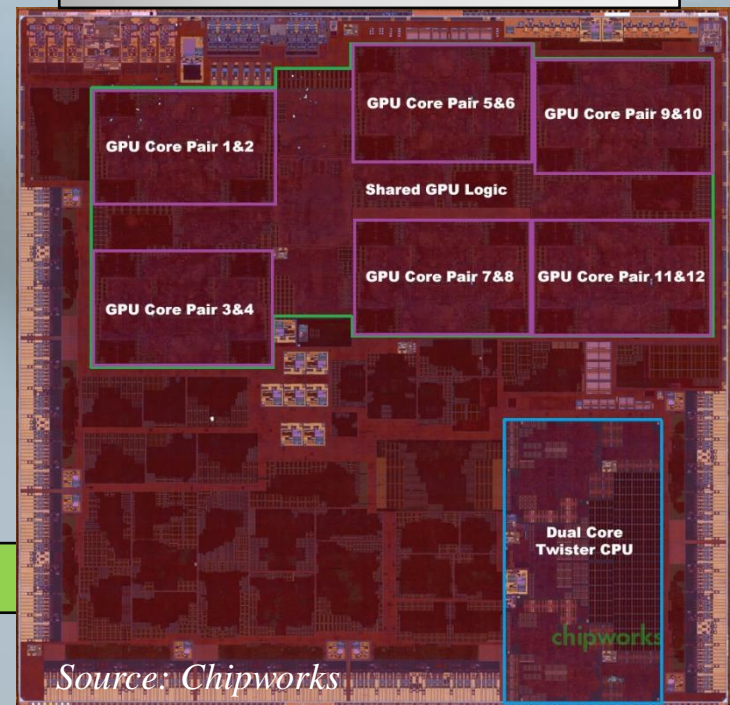 GPU Core Pair 1&2
GPU Core Pair 5&6
GPU Core Pair 9&10
Shared GPU Logic
GPU Core Pair 3&4
GPU Core Pair 7&8
GPU Core Pair 11&12
Dual Core
Twister CPU
chipworks
Source: Chipworks